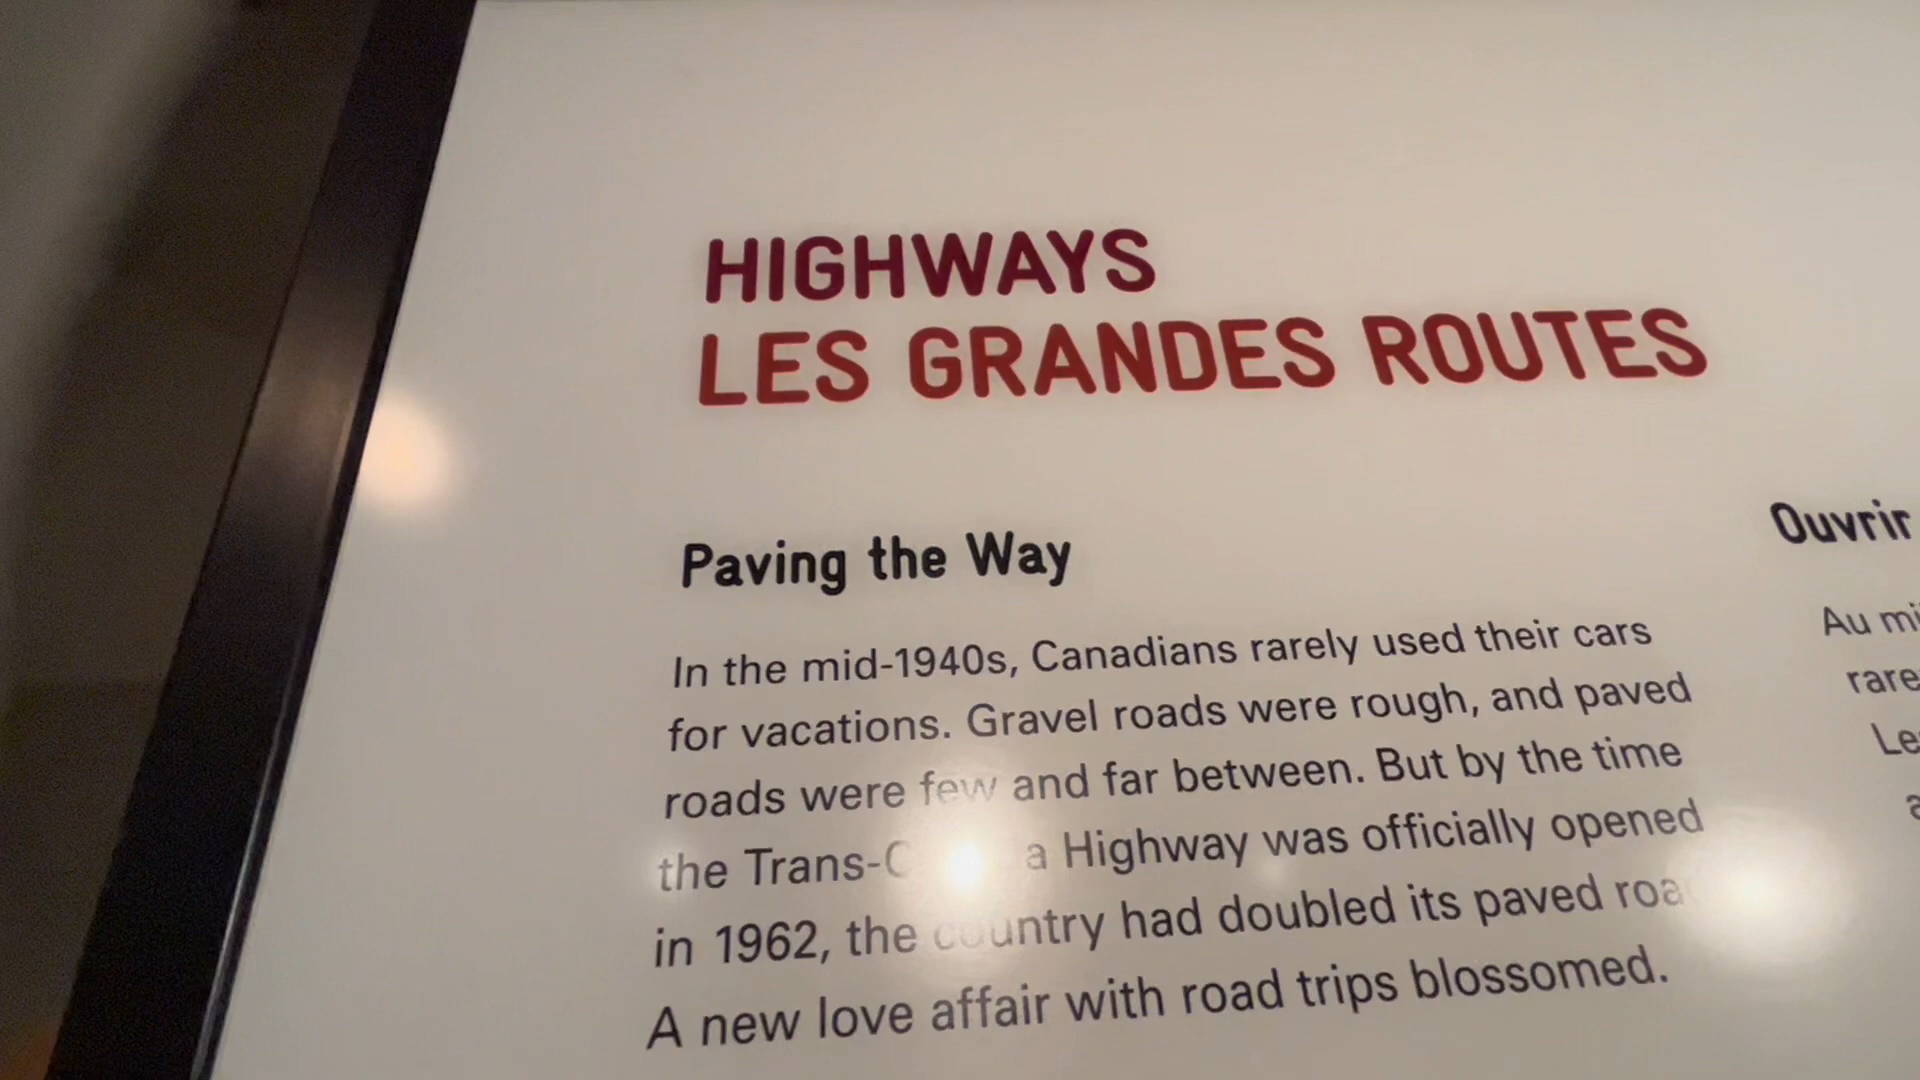 HIGHWAYS
LES GRANDES ROUTES
Paving the Way
In the mid-1940s, Canadians rarely used their cars
for vacations. Gravel roads were rough, and paved
roads were few and far between. But by the time
the Trans-C a Highway was officially opened
in 1962, the country had doubled its paved roa
A new love affair with road trips blossomed.
Ouvrir
Au mi
rare
Le